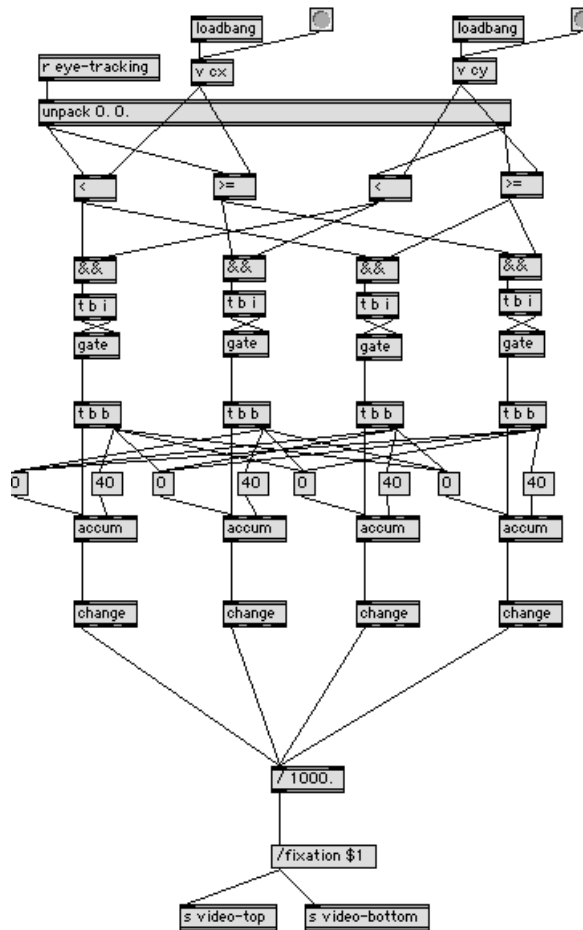 loadbang
loadbang
r eye-tracking
v cx
v cy
unpack 0. 0.
<
>=
<
>=
&&
&&
&&
&&
t b i
t b i
t b i
t b i
gate
gate
gate
gate
t b b
t b b
t b b
t b b
0
40
0
40
0
40
0
40
accum
accum
accum
accum
change
change
change
change
/ 1000.
/fixation $1
s video-top
s video-bottom